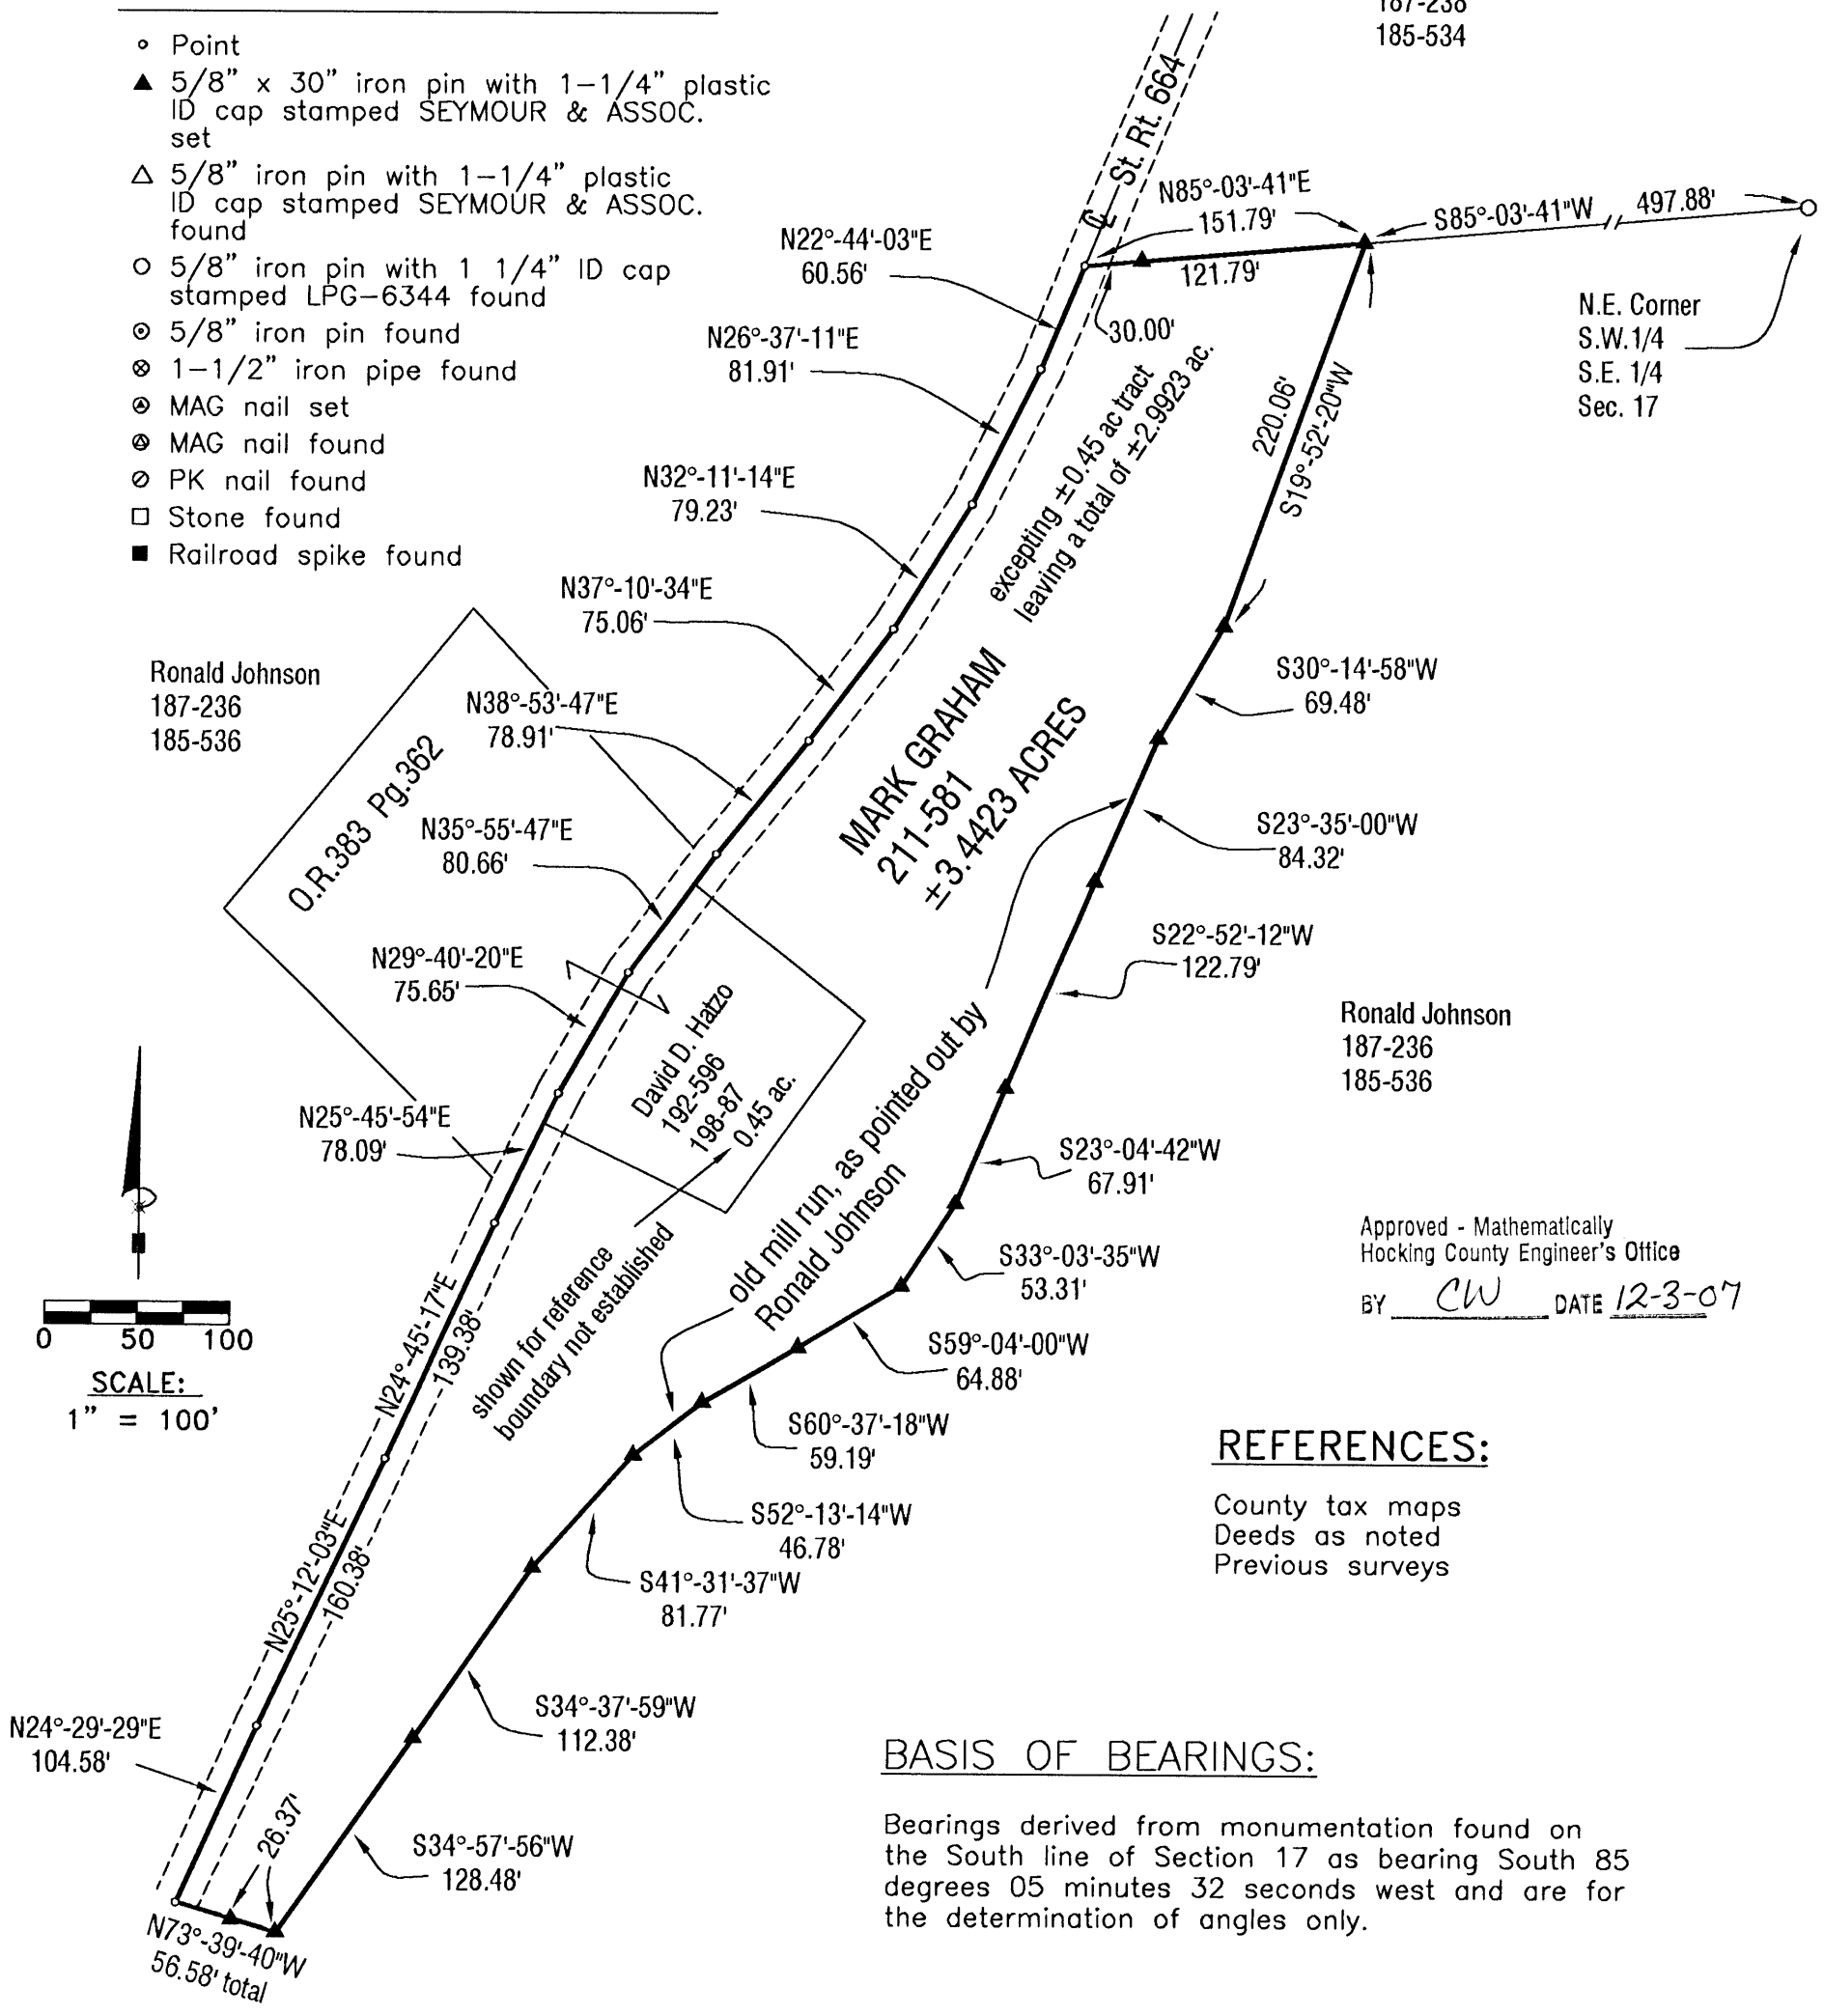 187-238
185-534
Point
5/8" x 30" iron pin with 1-1/4" plastic
ID cap stamped SEYMOUR & ASSOC.
set
5/8" iron pin with 1-1/4" plastic
ID cap stamped SEYMOUR & ASSOC.
found
5/8" iron pin with 1 1/4" ID cap
stamped LPG-6344 found
5/8" iron pin found
1-1/2" iron pipe found
MAG nail set
MAG nail found
PK nail found
Stone found
Railroad spike found
St. Rt. 664
N85°-03'-41"E
151.79'
121.79'
30.00'
S85°-03'-41"W
497.88'
N.E. Corner
S.W.1/4
S.E. 1/4
Sec. 17
N22°-44'-03"E
60.56'
N26°-37'-11"E
81.91'
N32°-11'-14"E
79.23'
N37°-10'-34"E
75.06'
N38°-53'-47"E
78.91'
N35°-55'-47"E
80.66'
N29°-40'-20"E
75.65'
N25°-45'-54"E
78.09'
N24°-45'-17"E
139.38'
N25°-12'-03"E
160.38'
N24°-29'-29"E
104.58'
26.37'
N73°-39'-40"W
56.58' total
Ronald Johnson
187-236
185-536
O.R.383 Pg.362
excepting ±0.45 ac tract
leaving a total of ±2.9923 ac.
MARK GRAHAM
211-581
±3.4423 ACRES
David D. Hatzo
192-596
198-87
0.45 ac.
shown for reference
boundary not established
old mill run, as pointed out by
Ronald Johnson
220.06'
S19°-52'-20"W
S30°-14'-58"W
69.48'
S23°-35'-00"W
84.32'
S22°-52'-12"W
122.79'
S23°-04'-42"W
67.91'
S33°-03'-35"W
53.31'
S59°-04'-00"W
64.88'
S60°-37'-18"W
59.19'
S52°-13'-14"W
46.78'
S41°-31'-37"W
81.77'
S34°-37'-59"W
112.38'
S34°-57'-56"W
128.48'
Ronald Johnson
187-236
185-536
Approved - Mathematically
Hocking County Engineer's Office
BY CW DATE 12-3-07
0 50 100
SCALE:
1" = 100'
REFERENCES:
County tax maps
Deeds as noted
Previous surveys
BASIS OF BEARINGS:
Bearings derived from monumentation found on
the South line of Section 17 as bearing South 85
degrees 05 minutes 32 seconds west and are for
the determination of angles only.